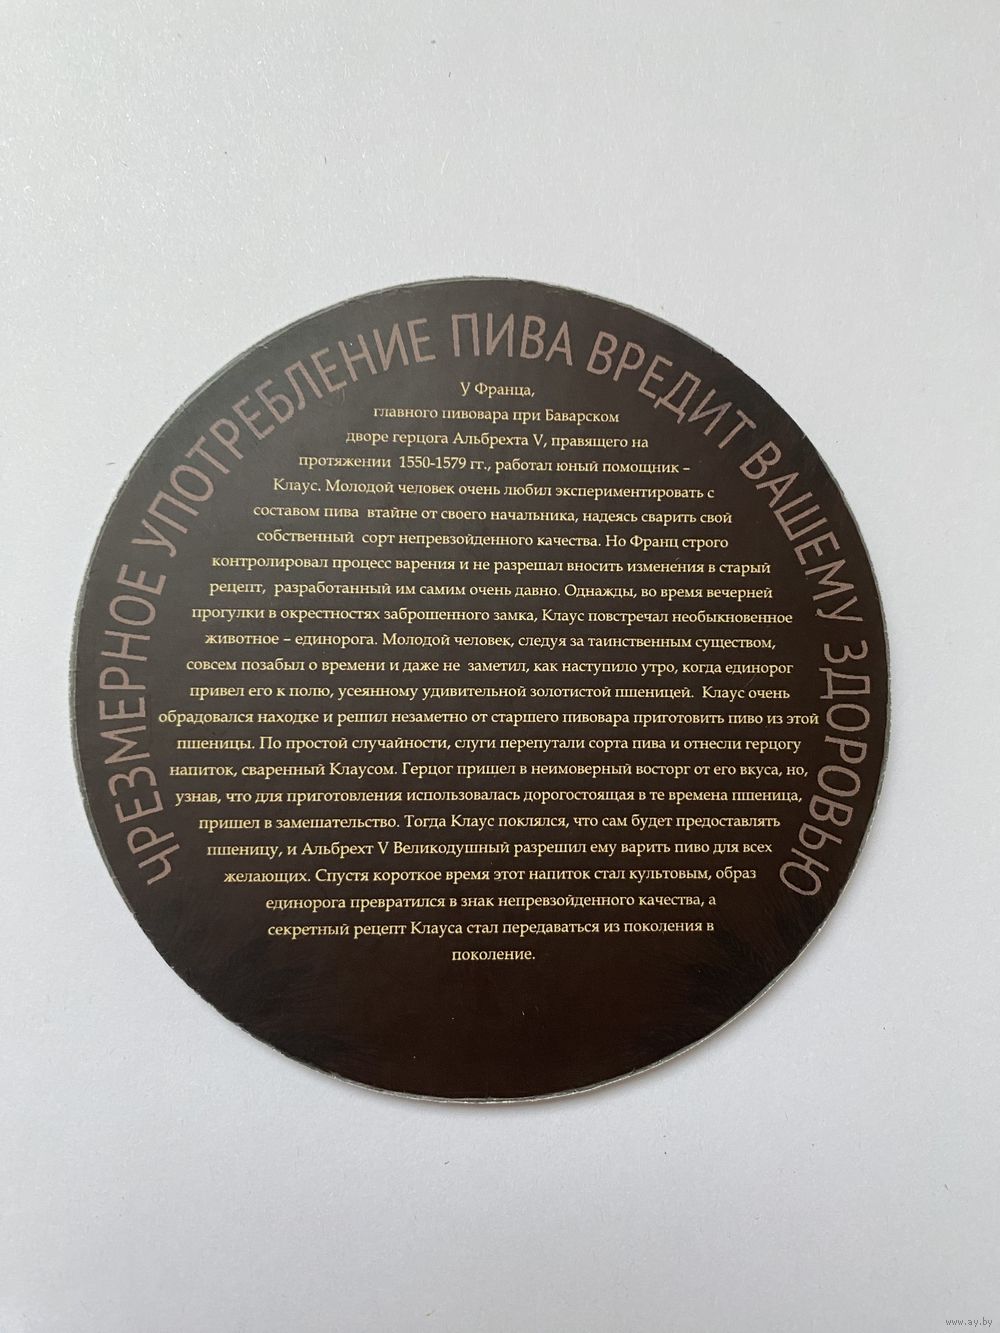 ЧРЕЗМЕРНОЕ УПОТРЕБЛЕНИЕ ПИВА ВРЕДИТ ВАШЕМУ ЗДОРОВЬЮ
У Франца,
главного пивовара при Баварском
дворе герцога Альбрехта V, правящего на
протяжении 1550-1579 гг., работал юный помощник –
Клаус. Молодой человек очень любил экспериментировать с
составом пива втайне от своего начальника, надеясь сварить свой
собственный сорт непревзойденного качества. Но Франц строго
контролировал процесс варения и не разрешал вносить изменения в старый
рецепт, разработанный им самим очень давно. Однажды, во время вечерней
прогулки в окрестностях заброшенного замка, Клаус повстречал необыкновенное
животное – единорога. Молодой человек, следуя за таинственным существом,
совсем позабыл о времени и даже не заметил, как наступило утро, когда единорог
привел его к полю, усеянному удивительной золотистой пшеницей. Клаус очень
обрадовался находке и решил незаметно от старшего пивовара приготовить пиво из этой
пшеницы. По простой случайности, слуги перепутали сорта пива и отнесли герцогу
напиток, сваренный Клаусом. Герцог пришел в неимоверный восторг от его вкуса, но,
узнав, что для приготовления использовалась дорогостоящая в те времена пшеница,
пришел в замешательство. Тогда Клаус поклялся, что сам будет предоставлять
пшеницу, и Альбрехт V Великодушный разрешил ему варить пиво для всех
желающих. Спустя короткое время этот напиток стал культовым, образ
единорога превратился в знак непревзойденного качества, а
секретный рецепт Клауса стал передаваться из поколения в
поколение.
www.ay.by